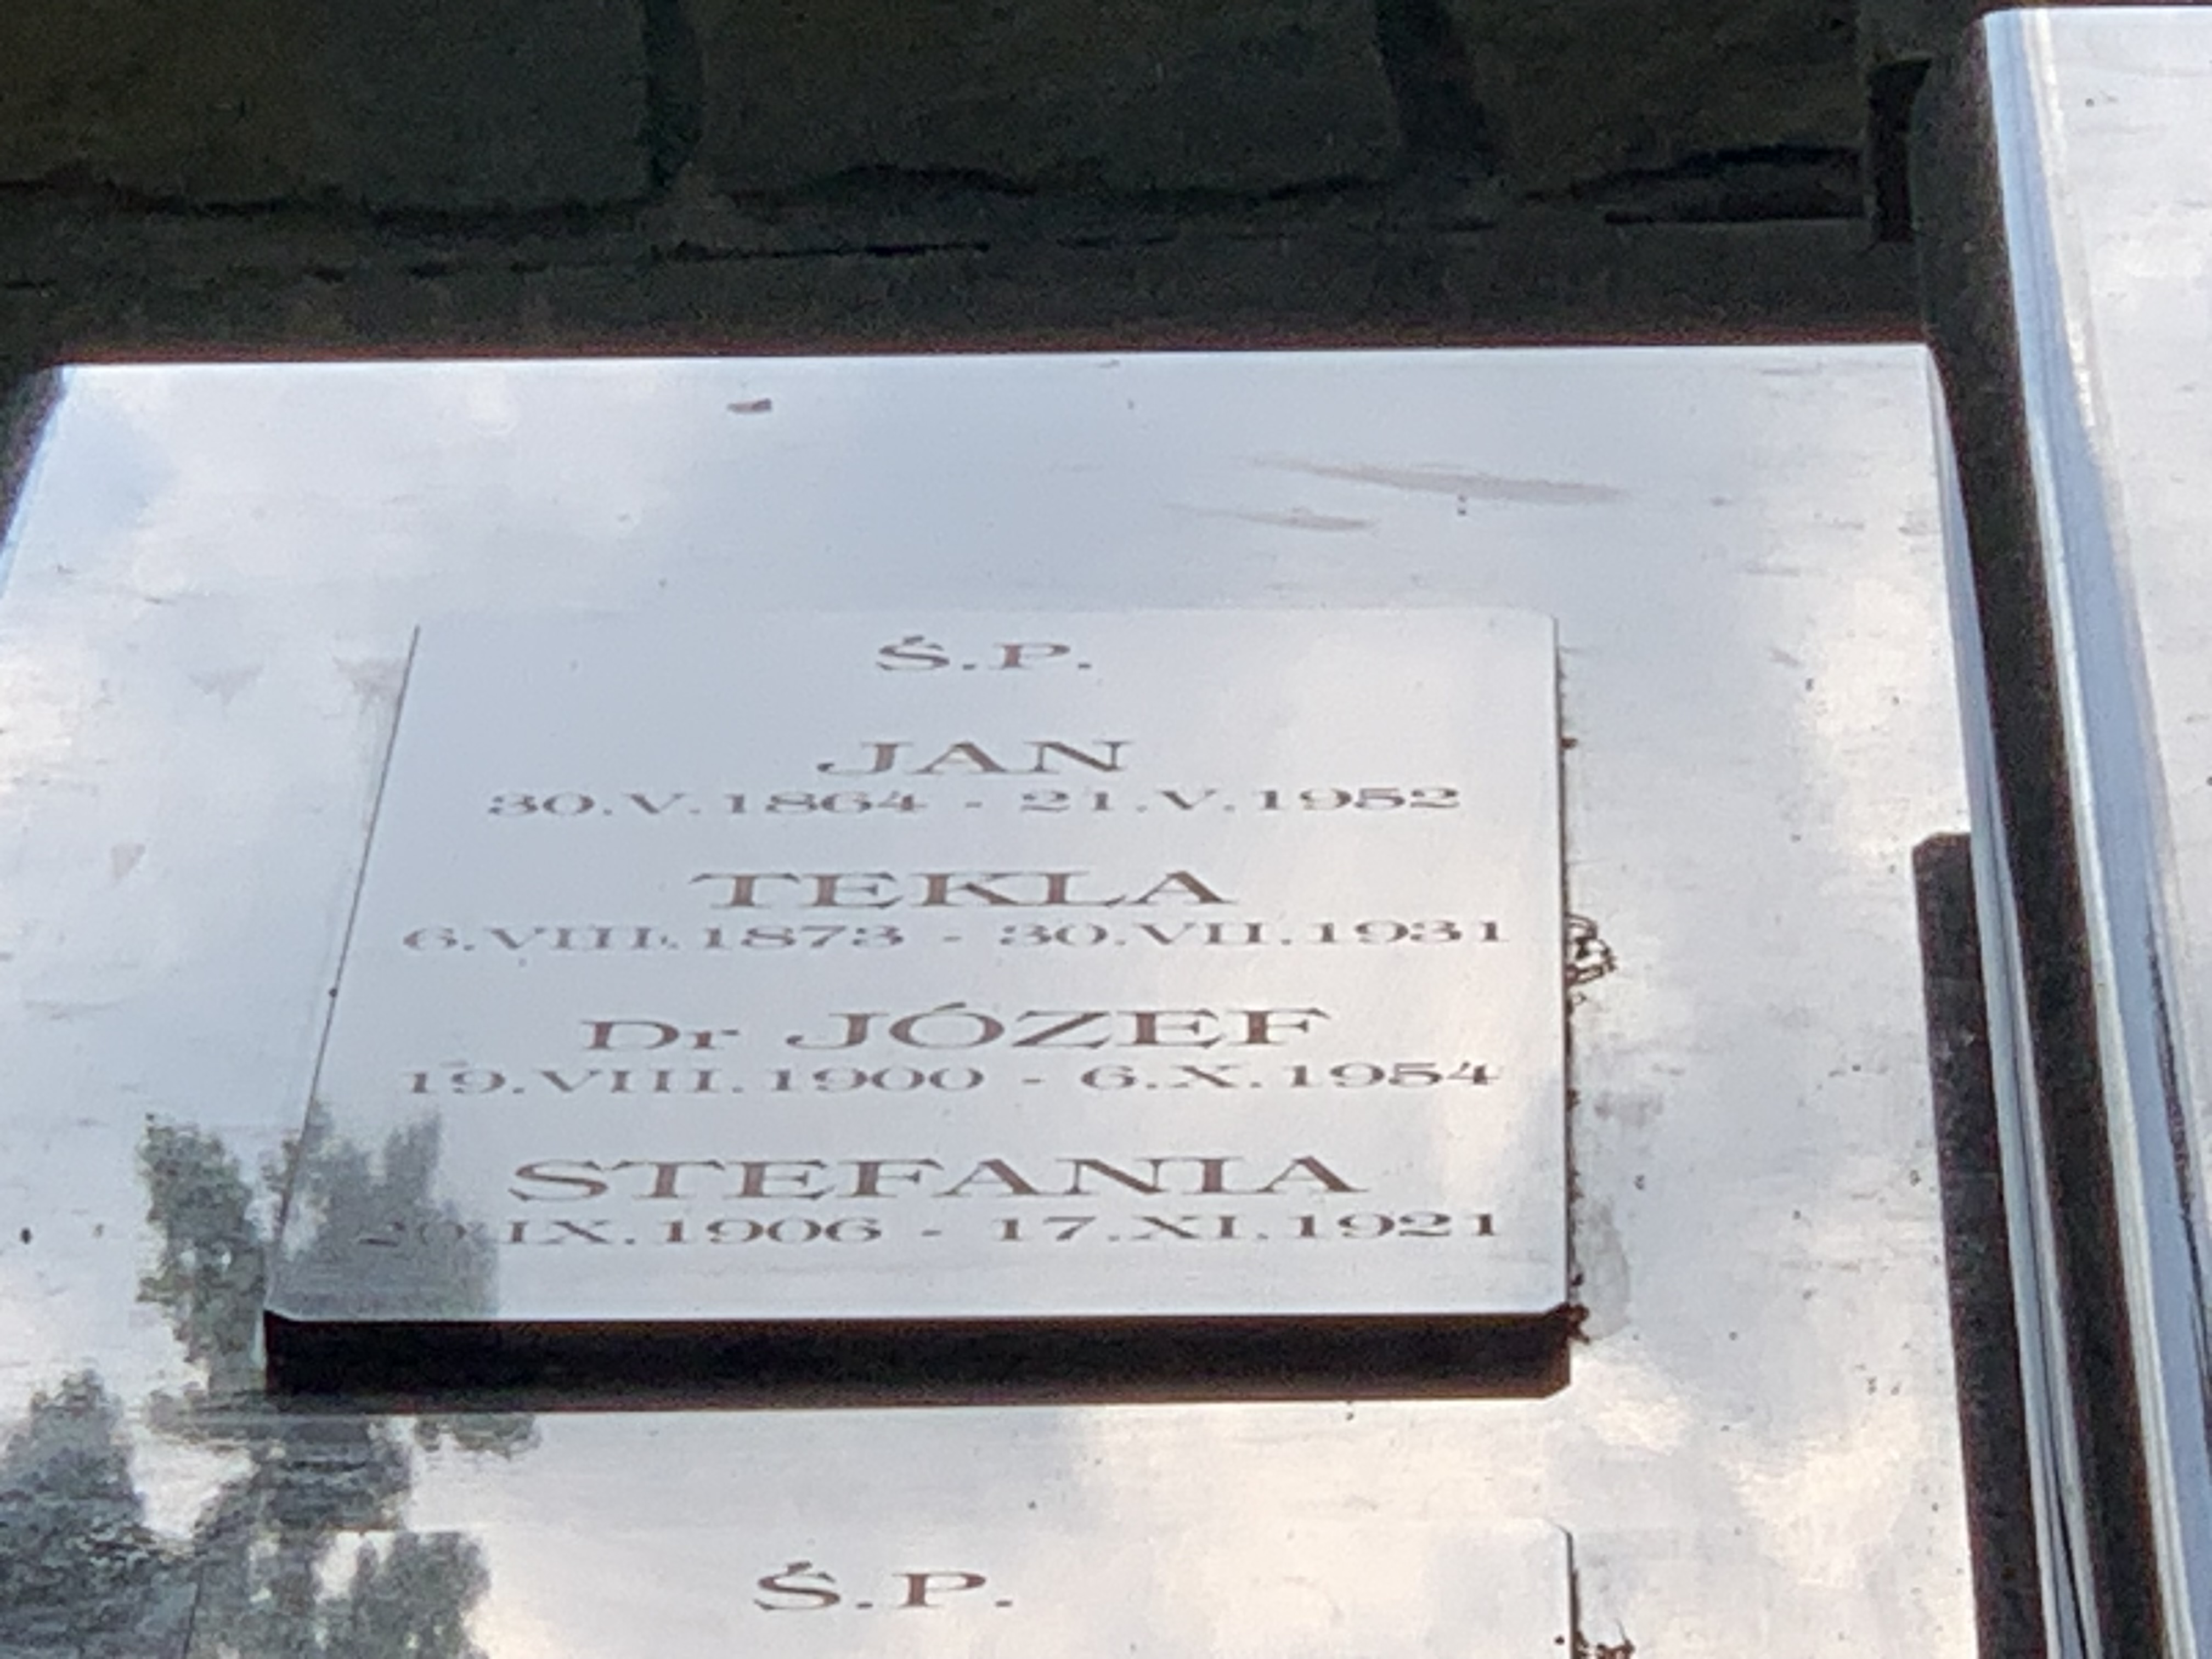 Ś.P.
JAN
30.V.1864 - 21.V.1952
TEKLA
6.VIII.1873 - 30.VII.1931
Dr JÓZEF
19.VIII.1900 - 6.X.1954
STEFANIA
20.IX.1906 - 17.XI.1921
Ś.P.